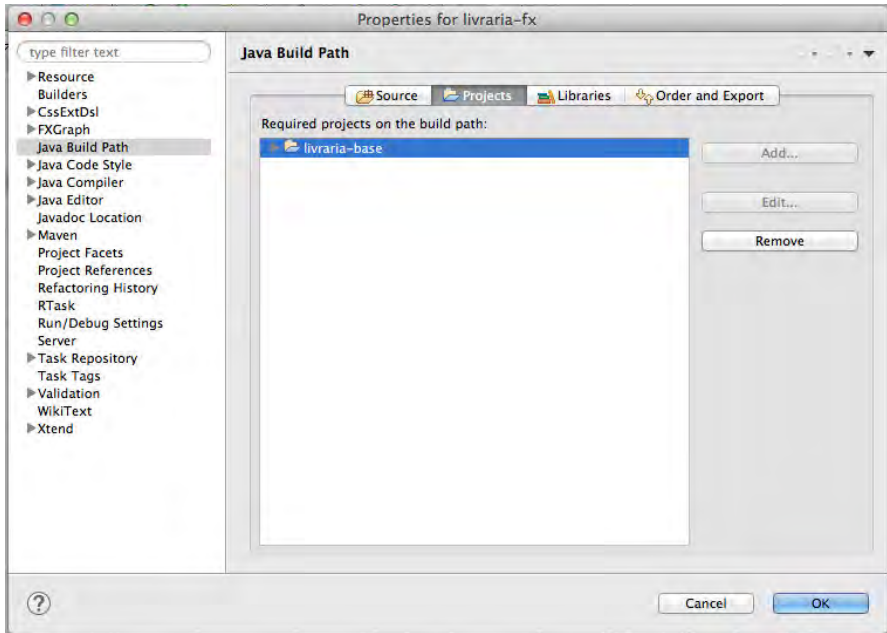 Properties for livraria-fx
type filter text
Java Build Path
Resource
Builders
CssExtDsl
FXGraph
Java Build Path
Java Code Style
Java Compiler
Java Editor
Javadoc Location
Maven
Project Facets
Project References
Refactoring History
RTask
Run/Debug Settings
Server
Task Repository
Task Tags
Validation
WikiText
Xtend
Source Projects Libraries Order and Export
Required projects on the build path:
livraria-base
Add...
Edit...
Remove
?
Cancel OK